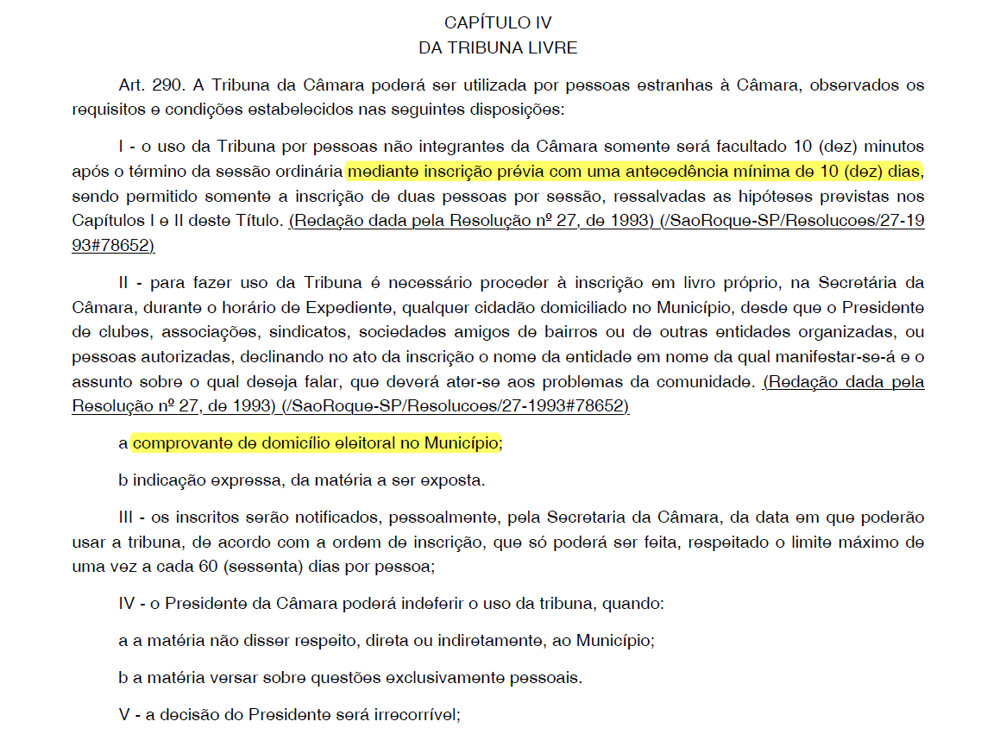 CAPÍTULO IV
DA TRIBUNA LIVRE
Art. 290. A Tribuna da Câmara poderá ser utilizada por pessoas estranhas à Câmara, observados os
requisitos e condições estabelecidos nas seguintes disposições:
I - o uso da Tribuna por pessoas não integrantes da Câmara somente será facultado 10 (dez) minutos
após o término da sessão ordinária mediante inscrição prévia com uma antecedência mínima de 10 (dez) dias,
sendo permitido somente a inscrição de duas pessoas por sessão, ressalvadas as hipóteses previstas nos
Capítulos I e II deste Título. (Redação dada pela Resolução nº 27, de 1993) (/SaoRoque-SP/Resolucoes/27-19
93#78652)
II - para fazer uso da Tribuna é necessário proceder à inscrição em livro próprio, na Secretária da
Câmara, durante o horário de Expediente, qualquer cidadão domiciliado no Município, desde que o Presidente
de clubes, associações, sindicatos, sociedades amigos de bairros ou de outras entidades organizadas, ou
pessoas autorizadas, declinando no ato da inscrição o nome da entidade em nome da qual manifestar-se-á e o
assunto sobre o qual deseja falar, que deverá ater-se aos problemas da comunidade. (Redação dada pela
Resolução nº 27, de 1993) (/SaoRoque-SP/Resolucoes/27-1993#78652)
a comprovante de domicílio eleitoral no Município;
b indicação expressa, da matéria a ser exposta.
III - os inscritos serão notificados, pessoalmente, pela Secretaria da Câmara, da data em que poderão
usar a tribuna, de acordo com a ordem de inscrição, que só poderá ser feita, respeitado o limite máximo de
uma vez a cada 60 (sessenta) dias por pessoa;
IV - o Presidente da Câmara poderá indeferir o uso da tribuna, quando:
a a matéria não disser respeito, direta ou indiretamente, ao Município;
b a matéria versar sobre questões exclusivamente pessoais.
V - a decisão do Presidente será irrecorrível;